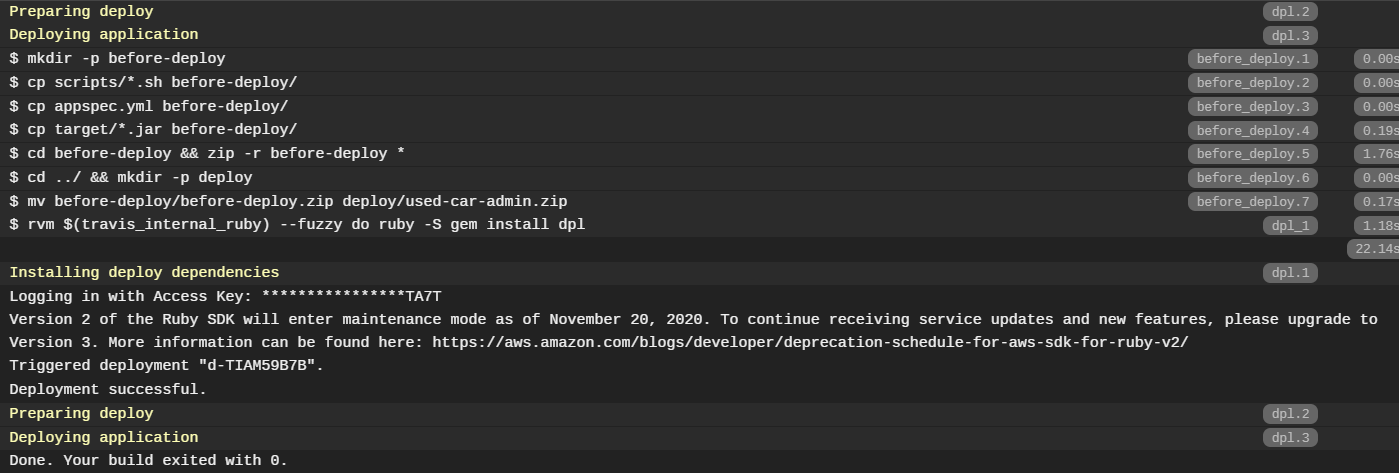 Preparing deploy dpl.2
Deploying application dpl.3
$ mkdir -p before-deploy before_deploy.1 0.00s
$ cp scripts/*.sh before-deploy/ before_deploy.2 0.00s
$ cp appspec.yml before-deploy/ before_deploy.3 0.00s
$ cp target/*.jar before-deploy/ before_deploy.4 0.19s
$ cd before-deploy && zip -r before-deploy * before_deploy.5 1.76s
$ cd ../ && mkdir -p deploy before_deploy.6 0.00s
$ mv before-deploy/before-deploy.zip deploy/used-car-admin.zip before_deploy.7 0.17s
$ rvm $(travis_internal_ruby) --fuzzy do ruby -S gem install dpl dpl_1 1.18s
22.14s
Installing deploy dependencies dpl.1
Logging in with Access Key: ****************TA7T
Version 2 of the Ruby SDK will enter maintenance mode as of November 20, 2020. To continue receiving service updates and new features, please upgrade to
Version 3. More information can be found here: https://aws.amazon.com/blogs/developer/deprecation-schedule-for-aws-sdk-for-ruby-v2/
Triggered deployment "d-TIAM59B7B".
Deployment successful.
Preparing deploy dpl.2
Deploying application dpl.3
Done. Your build exited with 0.